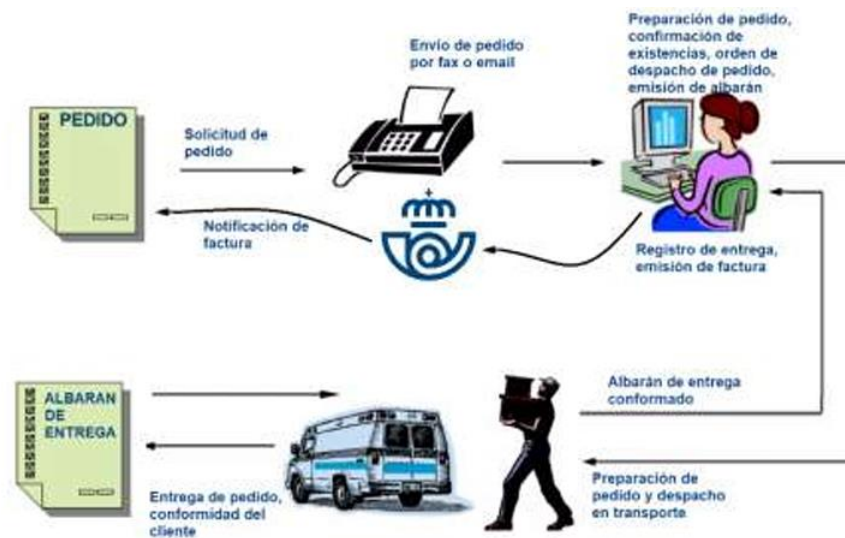 Preparación de pedido,
confirmación de
existencias, orden de
despacho de pedido,
emisión de albarán
Envío de pedido
por fax o email
PEDIDO
Solicitud de
pedido
Notificación de
factura
Registro de entrega,
emisión de factura
ALBARAN
DE
ENTREGA
Albarán de entrega
conformado
Entrega de pedido,
conformidad del
cliente
Preparación de
pedido y despacho
en transporte